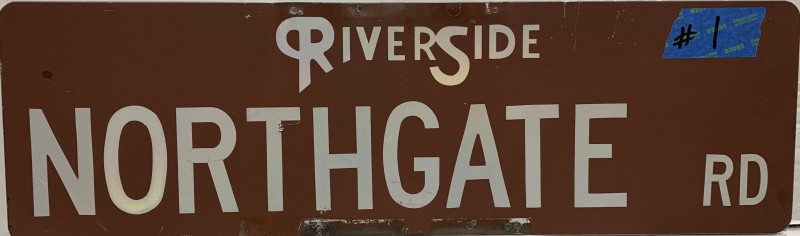 RIVERSIDE
# 1
NORTHGATE RD